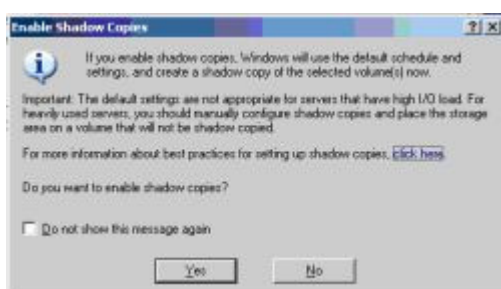 Enable Shadow Copies
If you enable shadow copies, Windows will use the default schedule and
settings, and create a shadow copy of the selected volume(s) now.
Important: The default settings are not appropriate for servers that have high I/O load. For
heavily used servers, you should manually configure shadow copies and place the storage
area on a volume that will not be shadow copied.
For more information about best practices for setting up shadow copies, click here.
Do you want to enable shadow copies?
Do not show this message again
Yes No